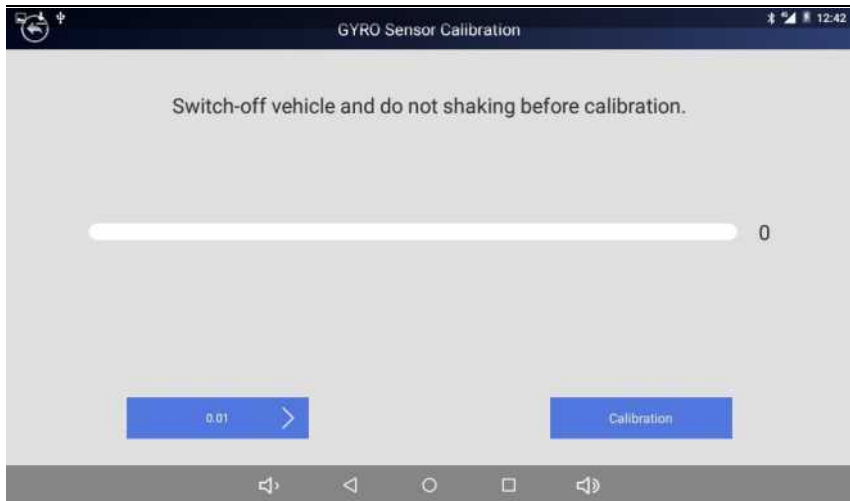 GYRO Sensor Calibration
12:42
Switch-off vehicle and do not shaking before calibration.
0
0.01
Calibration